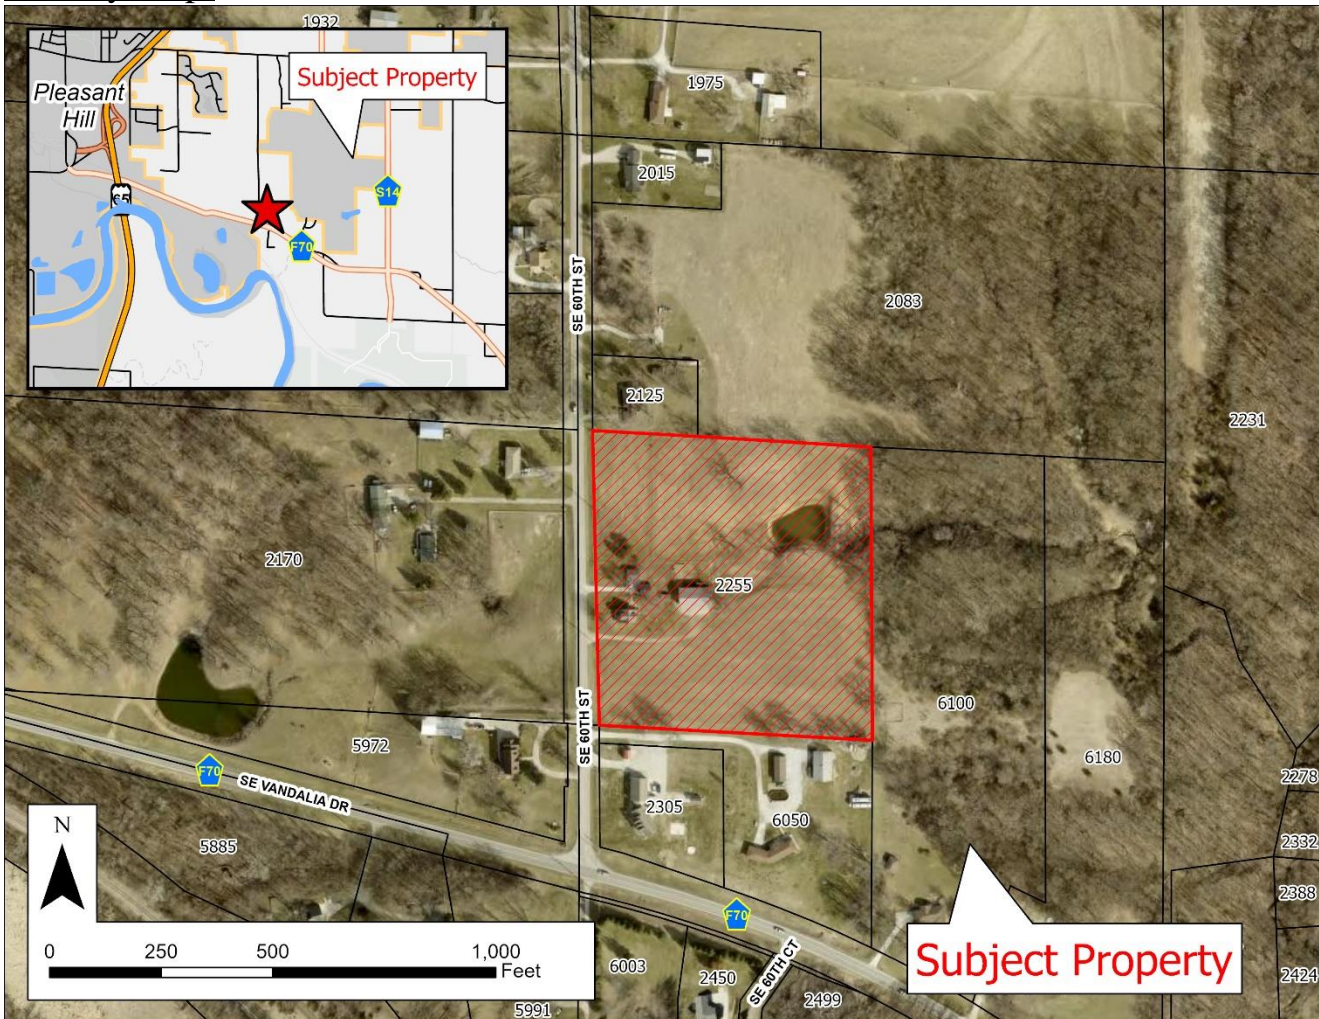 1932
Subject Property
Pleasant
Hill
65
S14
F70
1975
2015
2083
2125
2231
SE 60TH ST
2170
2255
5972
SE 60TH ST
6100
6180
F70
SE VANDALIA DR
2305
6050
2278
5885
2332
2388
F70
N
0 250 500 1,000
Feet
6003
2450
SE 60TH CT
2499
5991
Subject Property
2424